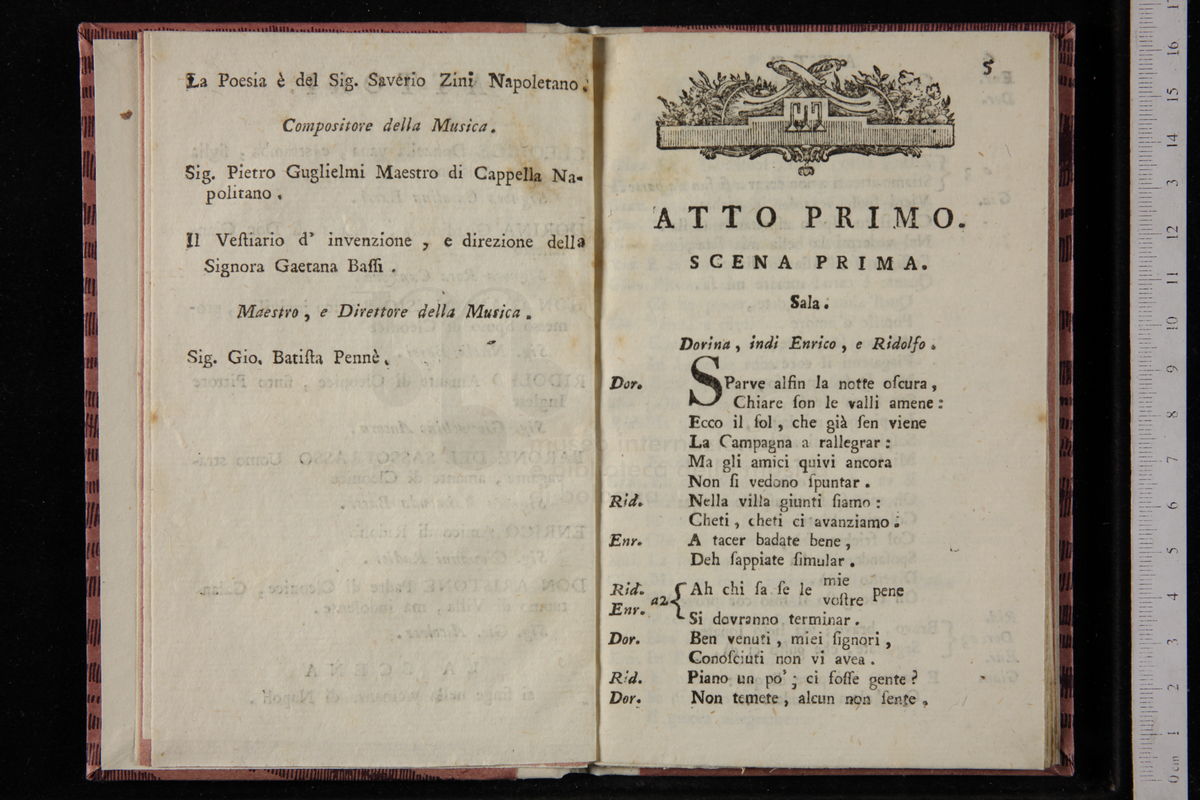 La Poesia è del Sig. Saverio Zini Napoletano.
Compositore della Musica.
Sig. Pietro Guglielmi Maestro di Cappella Na-
politano.
Il Veſtiario d' invenzione, e direzione della
Signora Gaetana Baſſi.
Maestro, e Direttore della Musica.
Sig. Gio. Batiſta Pennè.
5
ATTO PRIMO.
SCENA PRIMA.
Sala.
Dorina, indi Enrico, e Ridolfo.
Dor. SParve alfin la notte oſcura,
Chiare ſon le valli amene:
Ecco il ſol, che già ſen viene
La Campagna a rallegrar:
Ma gli amici quivi ancora
Non ſi vedono ſpuntar.
Rid. Nella villa giunti ſiamo:
Cheti, cheti ci avanziamo.
Enr. A tacer badate bene,
Deh ſappiate ſimular.
Rid. Enr. a2 { Ah chi ſa ſe le mie voſtre pene
Si dovranno terminar.
Dor. Ben venuti, miei ſignori,
Conoſciuti non vi avea.
Rid. Piano un po'; ci foſſe gente?
Dor. Non temete, alcun non ſente.